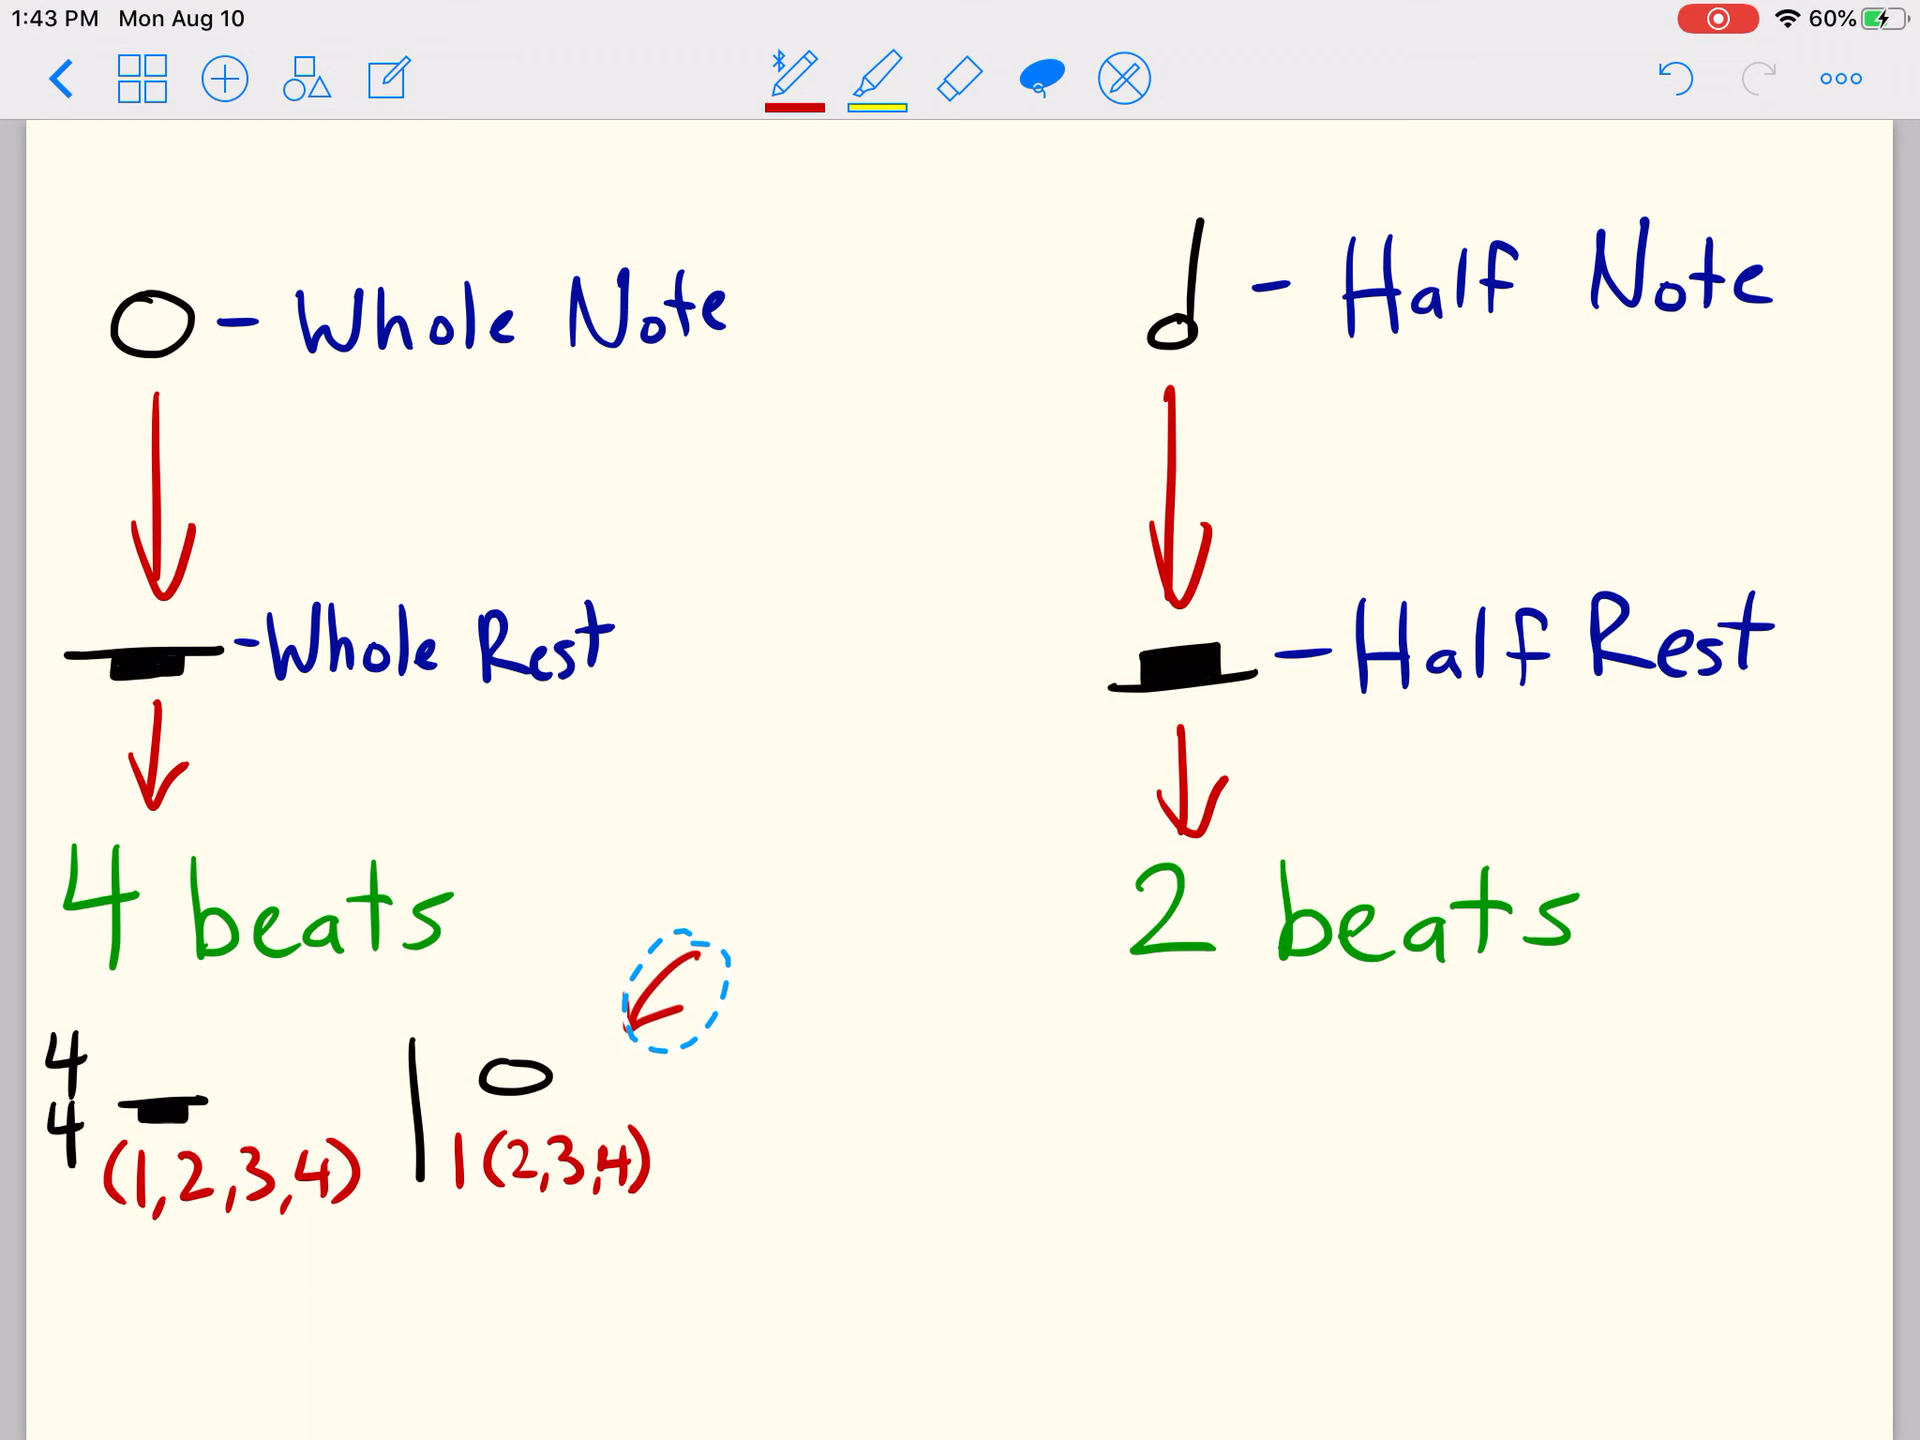 1:43 PM Mon Aug 10
60%
- Whole Note
- Half Note
- Whole Rest
- Half Rest
4 beats
2 beats
4
4
(1,2,3,4) 1(2,3,4)